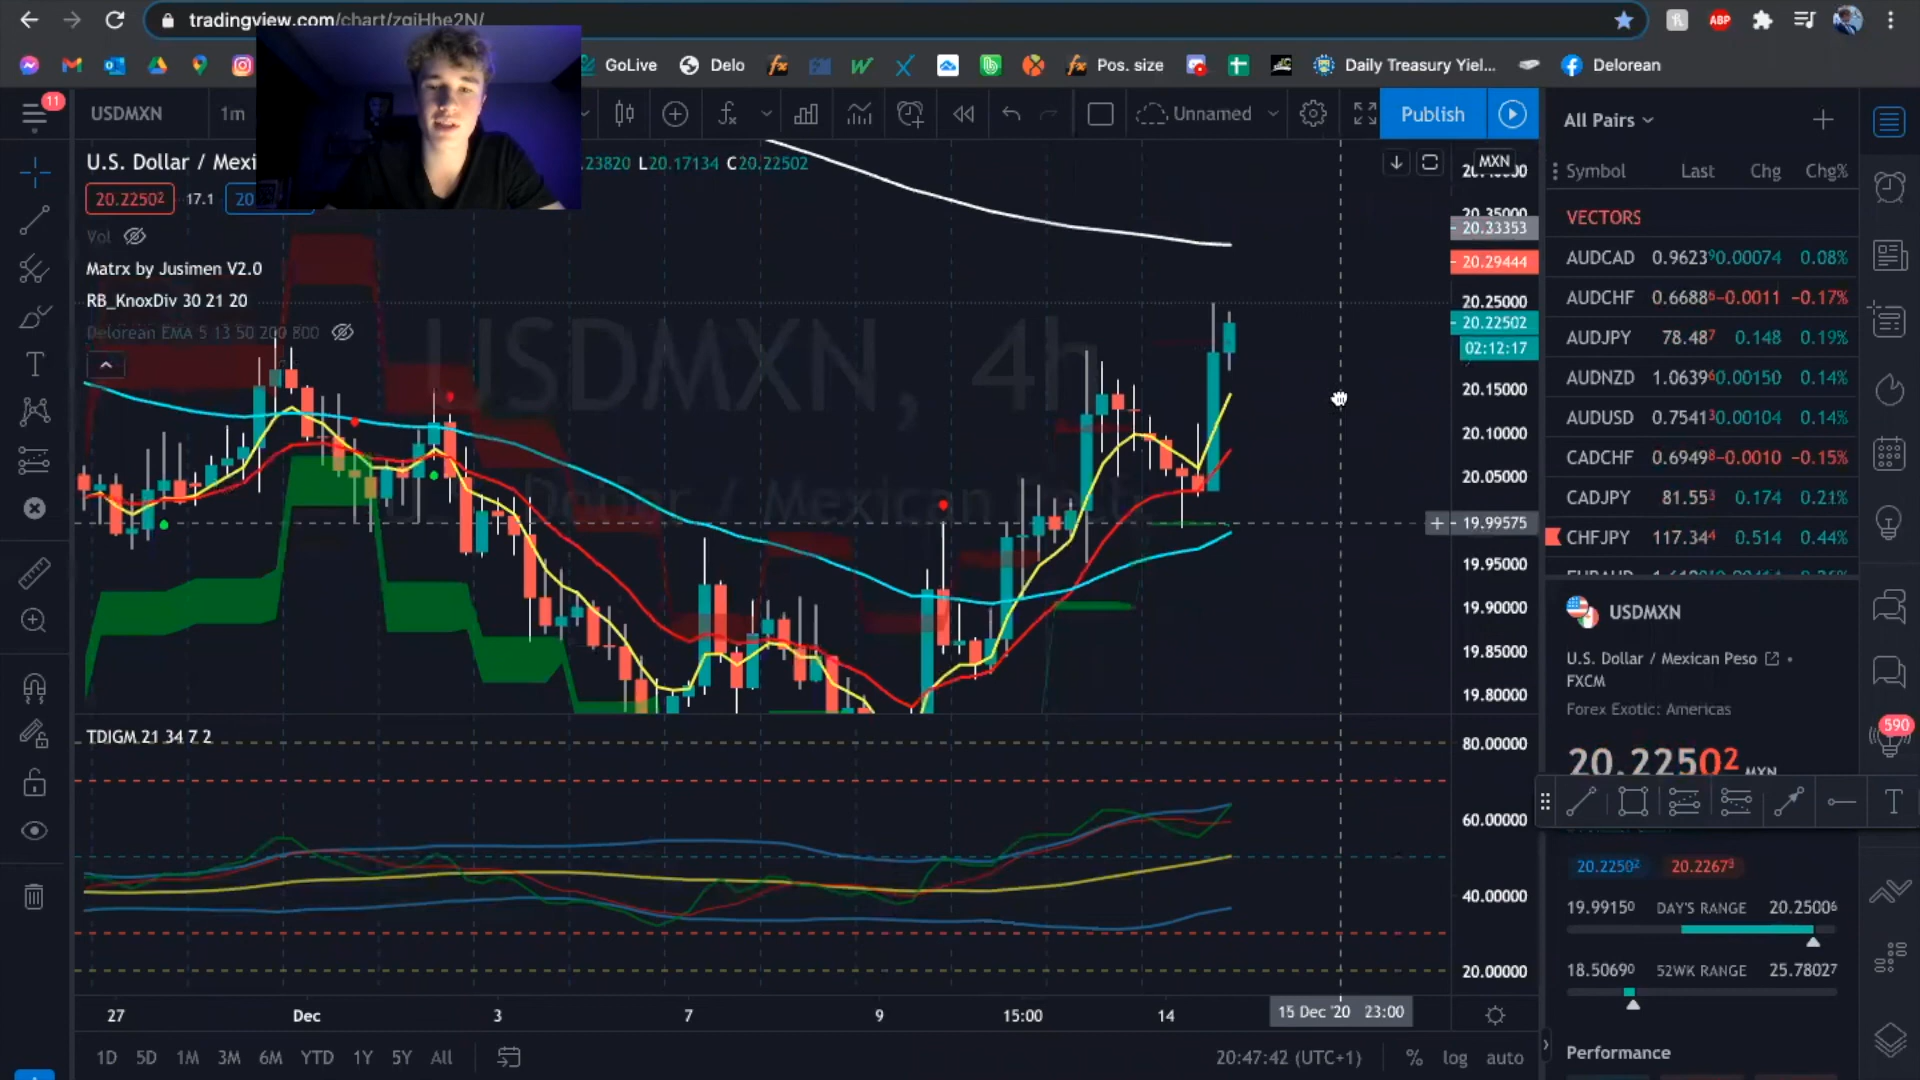 tradingview.com/chart/zgiHhe2N/
ABP
GoLive
Delo
Pos. size
Daily Treasury Yiel...
Delorean
11
USDMXN
1m
Unnamed
Publish
All Pairs
U.S. Dollar / Mexi
.23820 L20.17134 C20.22502
MXN
Symbol Last Chg Chg%
20.22502 17.1 20
VECTORS
Vol
Matrx by Jusimen V2.0
RB_KnoxDiv 30 21 20
Delorean EMA 5 13 50 200 800
USDMXN, 4h
U.S. Dollar / Mexican Peso
20.35000
20.33353
20.29444
20.25000
20.22502
02:12:17
20.15000
20.10000
20.05000
19.99575
19.95000
19.90000
19.85000
19.80000
AUDCAD 0.96239 0.00074 0.08%
AUDCHF 0.66886 -0.0011 -0.17%
AUDJPY 78.487 0.148 0.19%
AUDNZD 1.06396 0.00150 0.14%
AUDUSD 0.75413 0.00104 0.14%
CADCHF 0.69498 -0.0010 -0.15%
CADJPY 81.553 0.174 0.21%
CHFJPY 117.344 0.514 0.44%
USDMXN
U.S. Dollar / Mexican Peso
FXCM
Forex Exotic: Americas
590
20.22502 MXN
TDIGM 21 34 7 2
80.00000
60.00000
40.00000
20.00000
20.22502 20.22673
19.99150 DAY'S RANGE 20.25006
18.50690 52WK RANGE 25.78027
27 Dec 3 7 9 15:00 14 15 Dec '20 23:00
1D 5D 1M 3M 6M YTD 1Y 5Y All
20:47:42 (UTC+1) % log auto
Performance